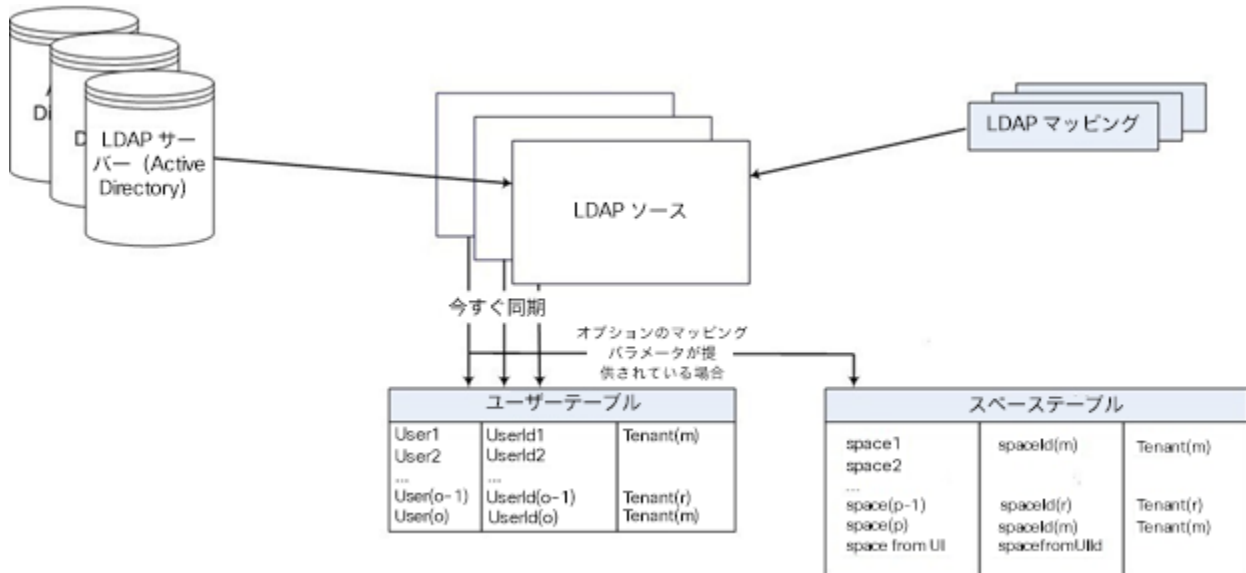 A
Di
D
D
LDAP サー
バー（Active
Directory）
LDAP マッピング
LDAP ソース
今すぐ同期
オプションのマッピング
パラメータが提
供されている場合
ユーザーテーブル
User1 UserId1 Tenant(m)
User2 UserId2
... ...
User(o-1) UserId(o-1) Tenant(r)
User(o) UserId(o) Tenant(m)
スペーステーブル
space1 spaceId(m) Tenant(m)
space2
...
space(p-1) spaceId(r) Tenant(r)
space(p) spaceId(m) Tenant(m)
space from UI spacefromUIId